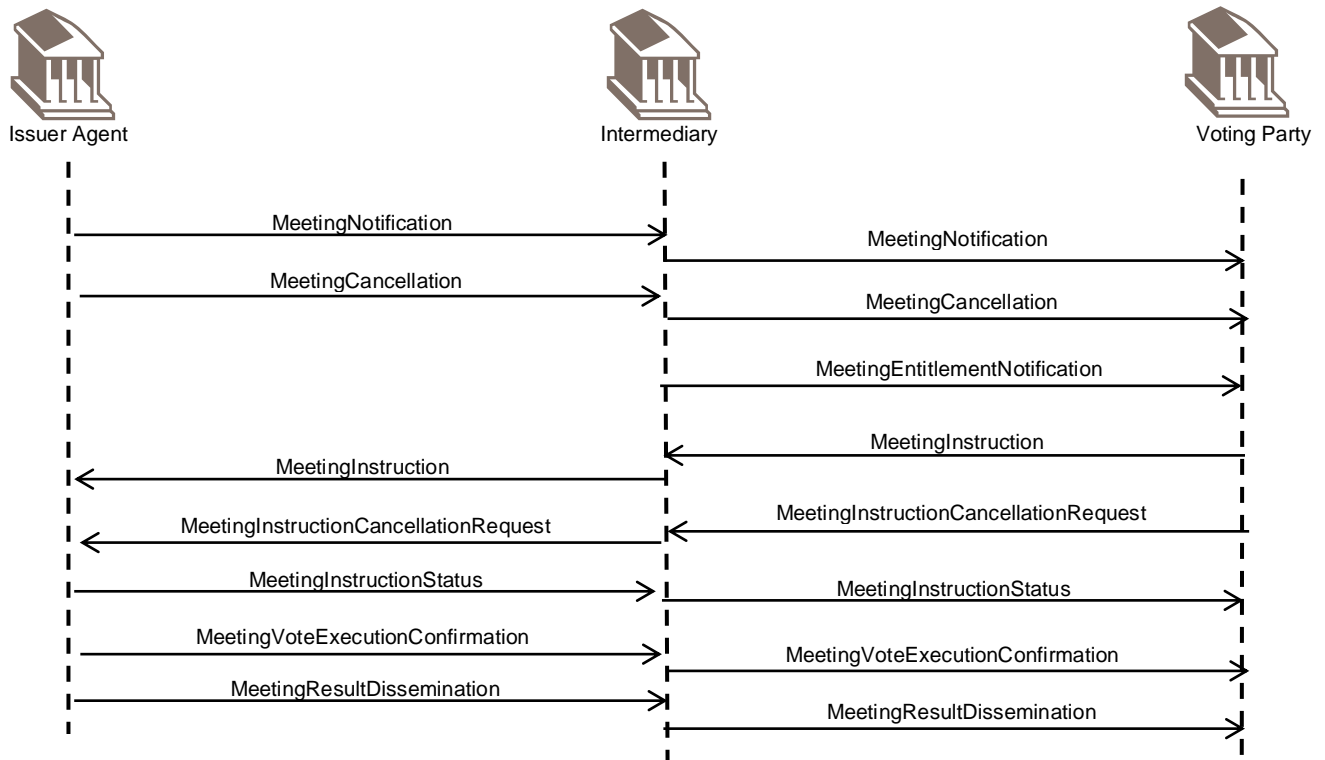 Issuer Agent
Intermediary
Voting Party
MeetingNotification
MeetingNotification
MeetingCancellation
MeetingCancellation
MeetingEntitlementNotification
MeetingInstruction
MeetingInstruction
MeetingInstructionCancellationRequest
MeetingInstructionCancellationRequest
MeetingInstructionStatus
MeetingInstructionStatus
MeetingVoteExecutionConfirmation
MeetingVoteExecutionConfirmation
MeetingResultDissemination
MeetingResultDissemination